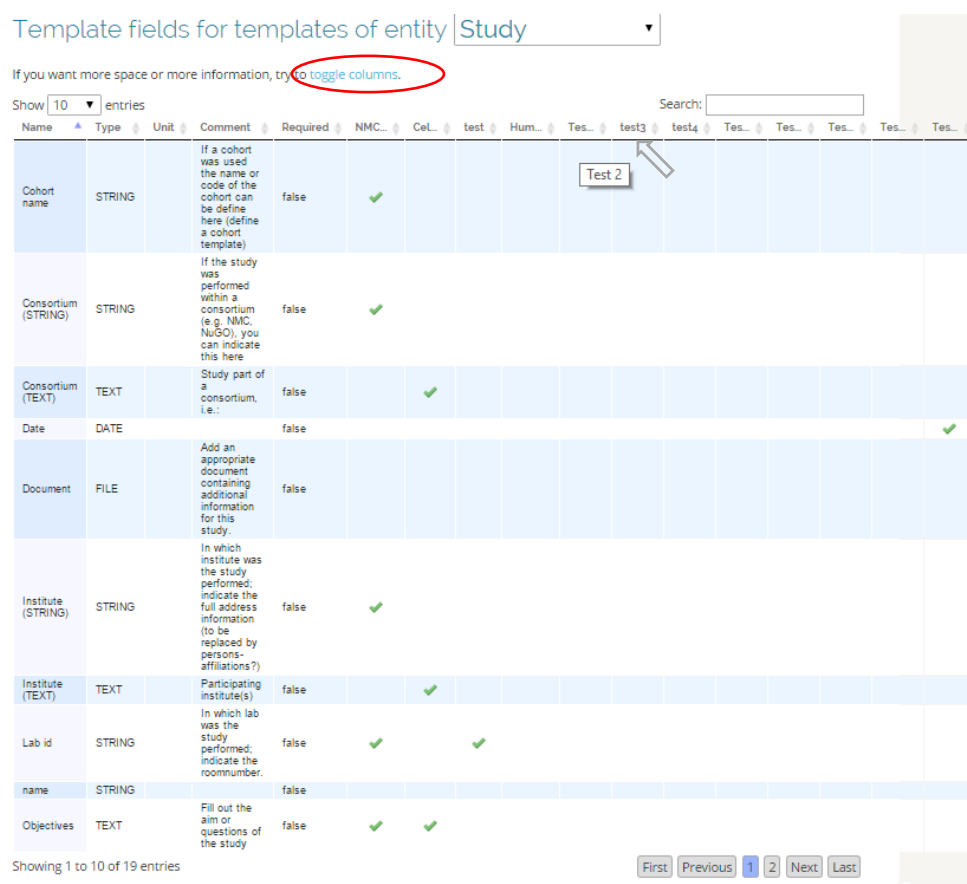 Template fields for templates of entity Study
If you want more space or more information, try to toggle columns.
Show 10 entries
Search:
Name Type Unit Comment Required NMC... Cel... test Hum... Tes... test3 test4 Tes... Tes... Tes... Tes... Tes...
Test 2
Cohort
name
STRING
If a cohort
was used
the name or
code of the
cohort can
be define
here (define
a cohort
template)
false
Consortium
(STRING)
STRING
If the study
was
performed
within a
consortium
(e.g. NMC,
NuGO), you
can indicate
this here
false
Consortium
(TEXT)
TEXT
Study part of
a
consortium,
i.e.:
false
Date DATE false
Document
FILE
Add an
appropriate
document
containing
additional
information
for this
study.
false
Institute
(STRING)
STRING
In which
institute was
the study
performed;
indicate the
full address
information
(to be
replaced by
persons-
affiliations?)
false
Institute
(TEXT)
TEXT
Participating
institute(s)
false
Lab id
STRING
In which lab
was the
study
performed;
indicate the
roomnumber.
false
name STRING false
Objectives
TEXT
Fill out the
aim or
questions of
the study
false
Showing 1 to 10 of 19 entries
First Previous 1 2 Next Last